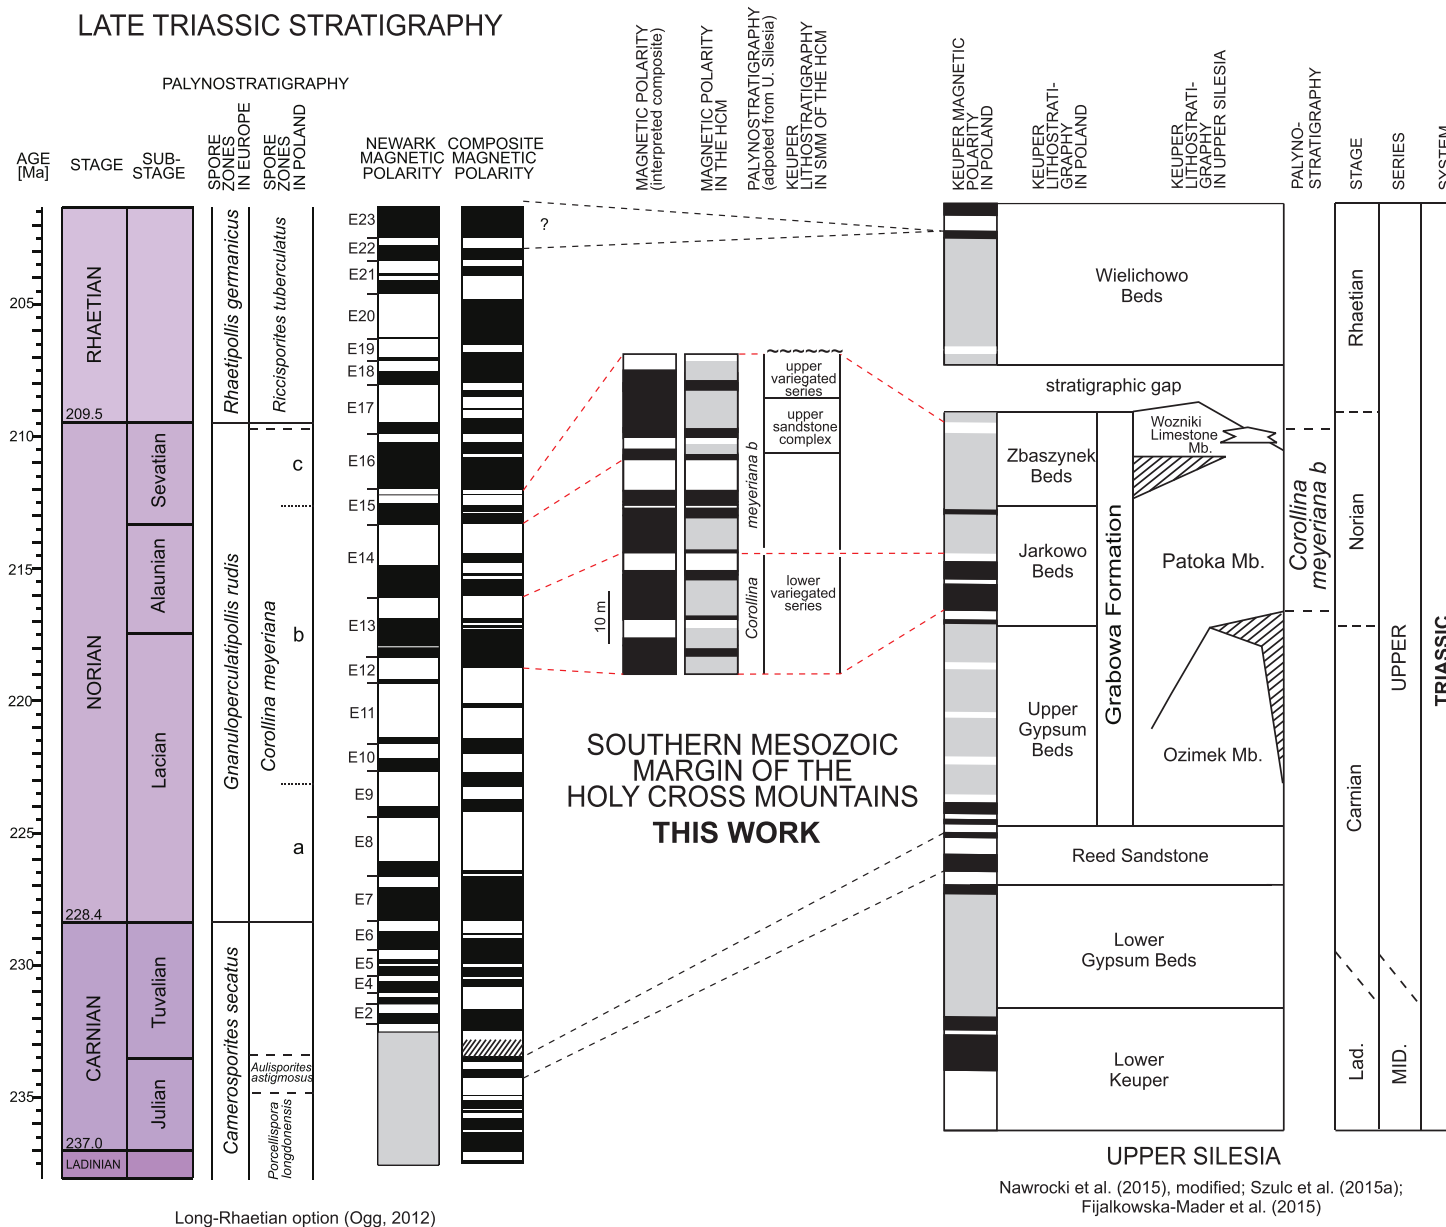 LATE TRIASSIC STRATIGRAPHY
PALYNOSTRATIGRAPHY
AGE
[Ma]
STAGE
SUB-
STAGE
SPORE
ZONES
IN EUROPE
SPORE
ZONES
IN POLAND
NEWARK
MAGNETIC
POLARITY
COMPOSITE
MAGNETIC
POLARITY
205
210
215
220
225
230
235
RHAETIAN
209.5
NORIAN
228.4
CARNIAN
237.0
LADINIAN
Sevatian
Alaunian
Lacian
Tuvalian
Julian
Rhaetipollis germanicus
Gnanuloperculatipollis rudis
Camerosporites secatus
Riccisporites tuberculatus
Corollina meyeriana
c
b
a
Aulisporites
astigmosus
Porcellispora
longdonensis
E23
E22
E21
E20
E19
E18
E17
E16
E15
E14
E13
E12
E11
E10
E9
E8
E7
E6
E5
E4
E2
?
Long-Rhaetian option (Ogg, 2012)
MAGNETIC POLARITY
(interpreted composite)
MAGNETIC POLARITY
IN THE HCM
PALYNOSTRATIGRAPHY
(adpoted from U. Silesia)
KEUPER
LITHOSTRATIGRAPHY
IN SMM OF THE HCM
10 m
Corollina
meyeriana b
~~~~~~
upper
variegated
series
upper
sandstone
complex
lower
variegated
series
SOUTHERN MESOZOIC
MARGIN OF THE
HOLY CROSS MOUNTAINS
THIS WORK
KEUPER MAGNETIC
POLARITY
IN POLAND
KEUPER
LITHOSTRATI-
GRAPHY
IN POLAND
KEUPER
LITHOSTRATI-
GRAPHY
IN UPPER SILESIA
PALYNO-
STRATIGRAPHY
STAGE
SERIES
SYSTEM
Wielichowo
Beds
stratigraphic gap
Zbaszynek
Beds
Jarkowo
Beds
Upper
Gypsum
Beds
Grabowa Formation
Wozniki
Limestone
Mb.
Patoka Mb.
Ozimek Mb.
Reed Sandstone
Lower
Gypsum Beds
Lower
Keuper
Corollina
meyeriana b
Rhaetian
Norian
Carnian
Lad.
UPPER
MID.
TRIASSIC
UPPER SILESIA
Nawrocki et al. (2015), modified; Szulc et al. (2015a);
Fijalkowska-Mader et al. (2015)